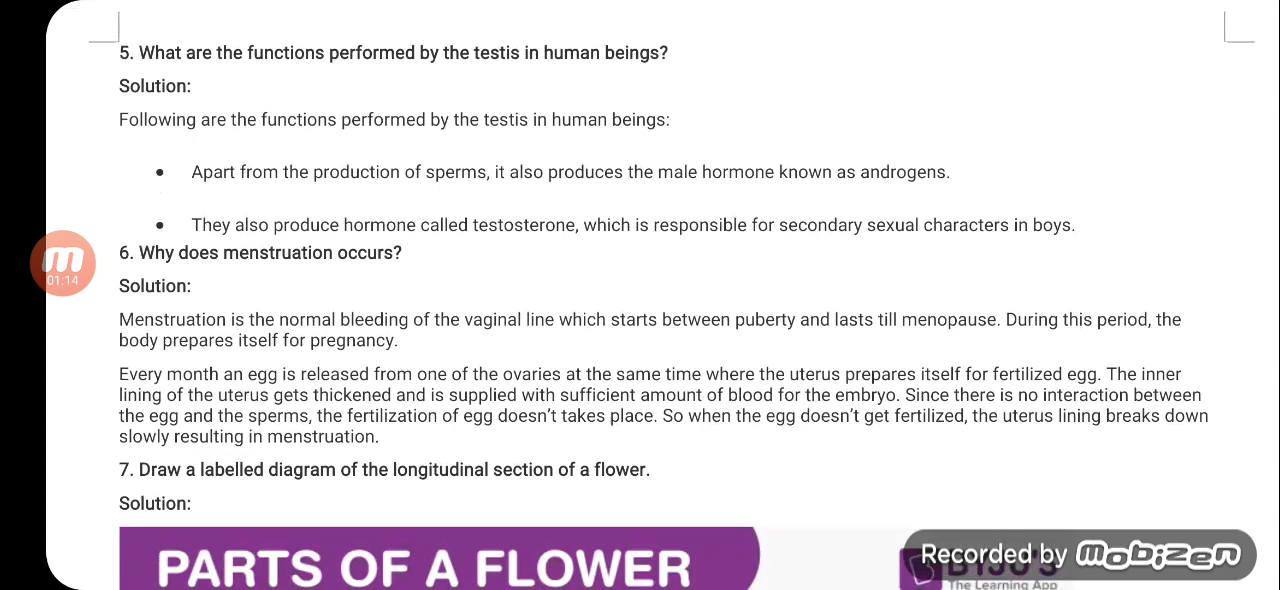 5. What are the functions performed by the testis in human beings?
Solution:
Following are the functions performed by the testis in human beings:
• Apart from the production of sperms, it also produces the male hormone known as androgens.
• They also produce hormone called testosterone, which is responsible for secondary sexual characters in boys.
01:14
6. Why does menstruation occurs?
Solution:
Menstruation is the normal bleeding of the vaginal line which starts between puberty and lasts till menopause. During this period, the
body prepares itself for pregnancy.
Every month an egg is released from one of the ovaries at the same time where the uterus prepares itself for fertilized egg. The inner
lining of the uterus gets thickened and is supplied with sufficient amount of blood for the embryo. Since there is no interaction between
the egg and the sperms, the fertilization of egg doesn’t takes place. So when the egg doesn’t get fertilized, the uterus lining breaks down
slowly resulting in menstruation.
7. Draw a labelled diagram of the longitudinal section of a flower.
Solution:
PARTS OF A FLOWER
Recorded by Mobizen
BYJU'S
The Learning App